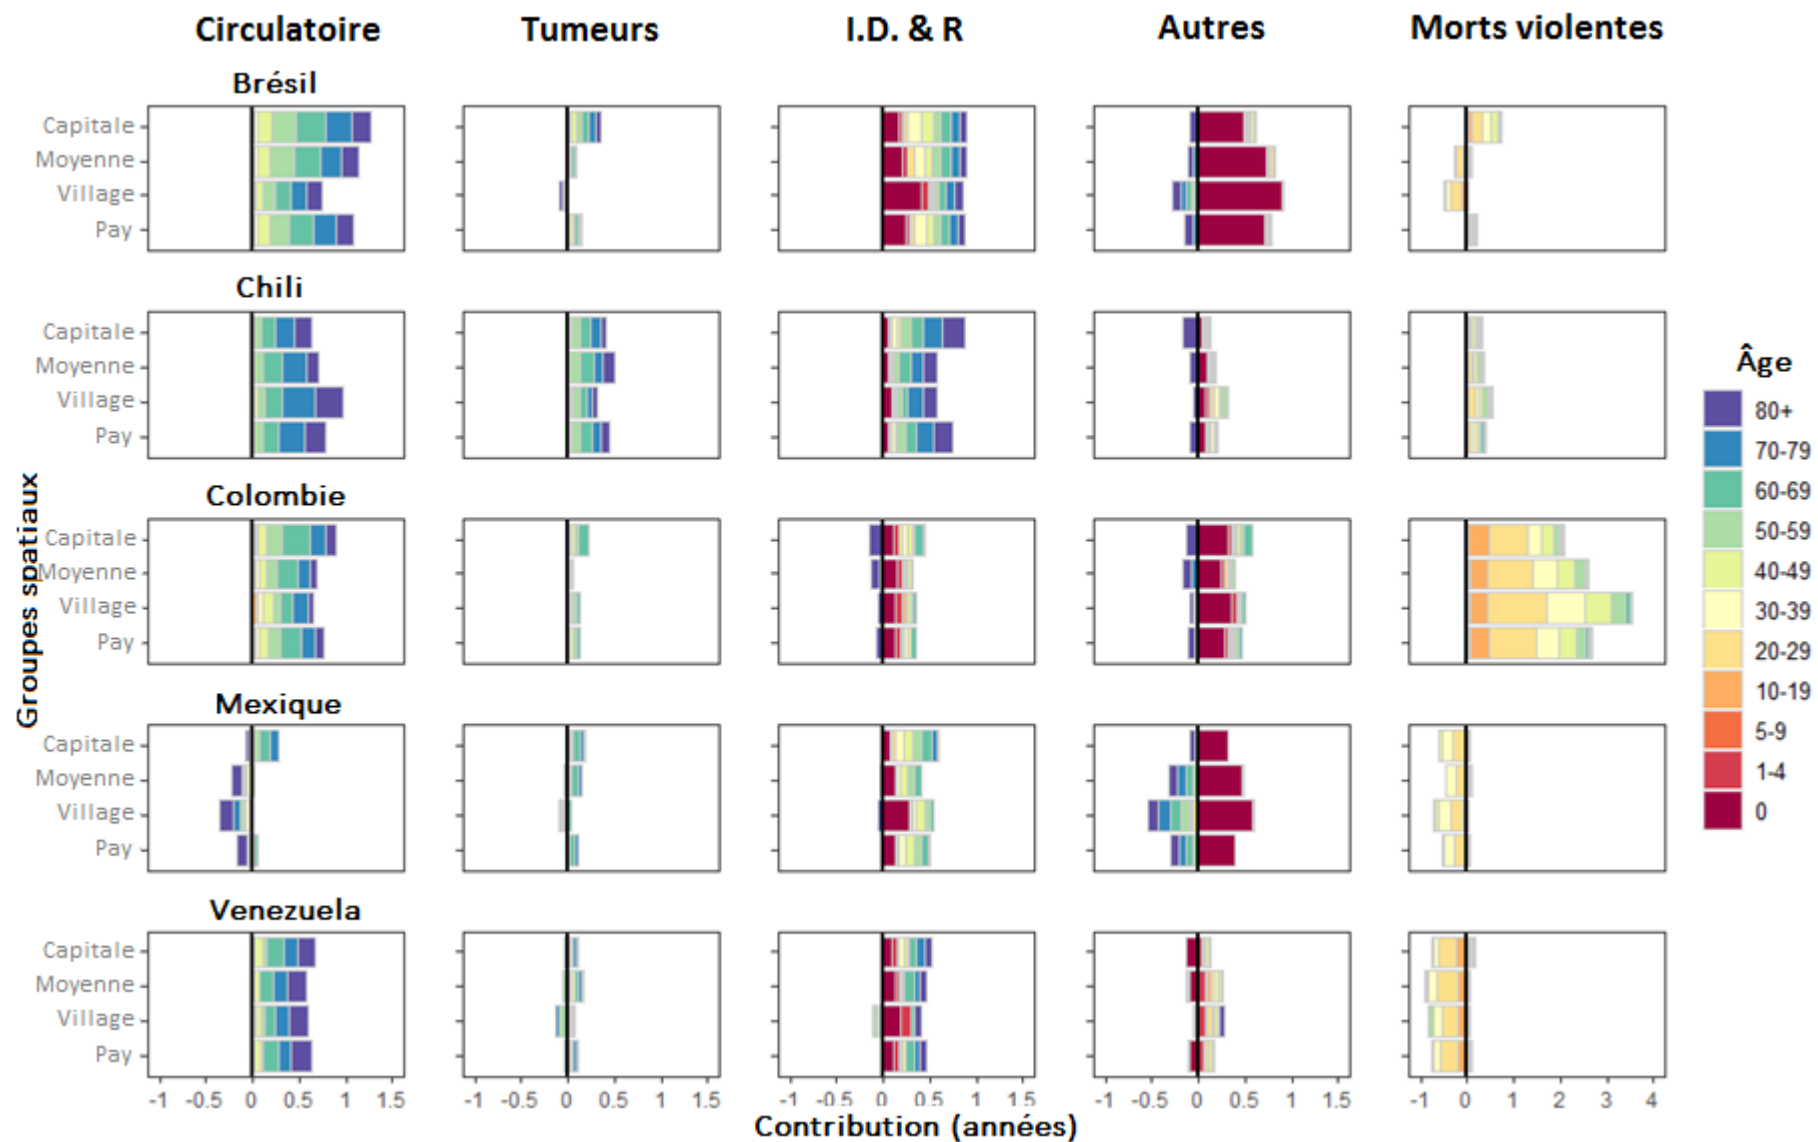 Circulatoire Tumeurs I.D. & R Autres Morts violentes
Brésil
Capitale
Moyenne
Village
Pay
Chili
Capitale
Moyenne
Village
Pay
Colombie
Capitale
Moyenne
Village
Pay
Mexique
Capitale
Moyenne
Village
Pay
Venezuela
Capitale
Moyenne
Village
Pay
Groupes spatiaux
-1 -0.5 0 0.5 1 1.5
-1 -0.5 0 0.5 1 1.5
-1 -0.5 0 0.5 1 1.5
-1 -0.5 0 0.5 1 1.5
-1 0 1 2 3 4
Contribution (années)
Âge
80+
70-79
60-69
50-59
40-49
30-39
20-29
10-19
5-9
1-4
0